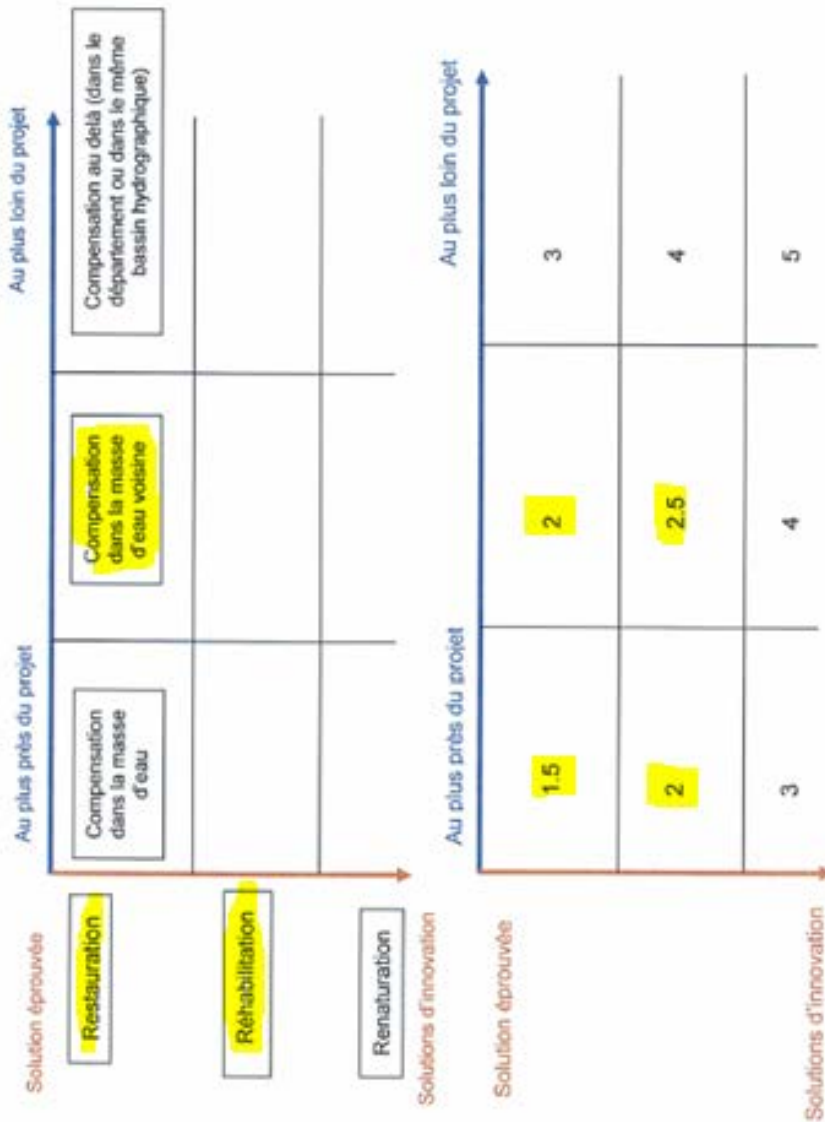 Au plus près du projet
Au plus loin du projet
Solution éprouvée
Restauration
Réhabilitation
Renaturation
Solutions d'innovation
Compensation
dans la masse
d'eau
Compensation
dans la masse
d'eau voisine
Compensation au delà (dans le
département ou dans le même
bassin hydrographique)
Au plus près du projet
Au plus loin du projet
Solution éprouvée
1.5
2
3
2
2.5
4
3
4
5
Solutions d'innovation